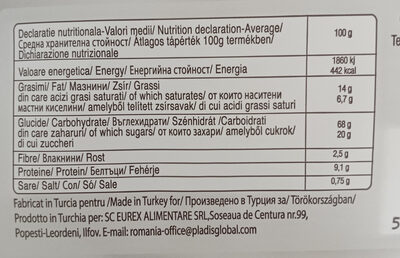 Declaratie nutritionala-Valori medii/ Nutrition declaration-Average/
Средна хранителна стойност/ Átlagos tápérték 100g termékben/
Dichiarazione nutrizionale
100 g
Valoare energetica/ Energy/ Енергийна стойност/ Energia
1860 kJ
442 kcal
Grasimi/ Fat/ Мазнини/ Zsír/ Grassi
14 g
din care acizi grasi saturati/ of which saturates/ от които наситени
6,7 g
мастни киселини/ amelyből telített zsírsavak/ di cui acidi grassi saturi
Glucide/ Carbohydrate/ Въглехидрати/ Szénhidrát /Carboidrati
68 g
din care zaharuri/ of which sugars/ от които захари/ amelyből cukrok/
20 g
di cui zuccheri
Fibre/ Влакнини/ Rost
2,5 g
Proteine/ Protein/ Белтъци/ Fehérje
9,1 g
Sare/ Salt/ Сол/ Só/ Sale
0,75 g
Fabricat in Turcia pentru /Made in Turkey for/ Произведено в Турция за/ Törökországban/
Prodotto in Turchia per: SC EUREX ALIMENTARE SRL,Soseaua de Centura nr.99,
Popesti-Leordeni, Ilfov. E-mail: romania-office@pladisglobal.com